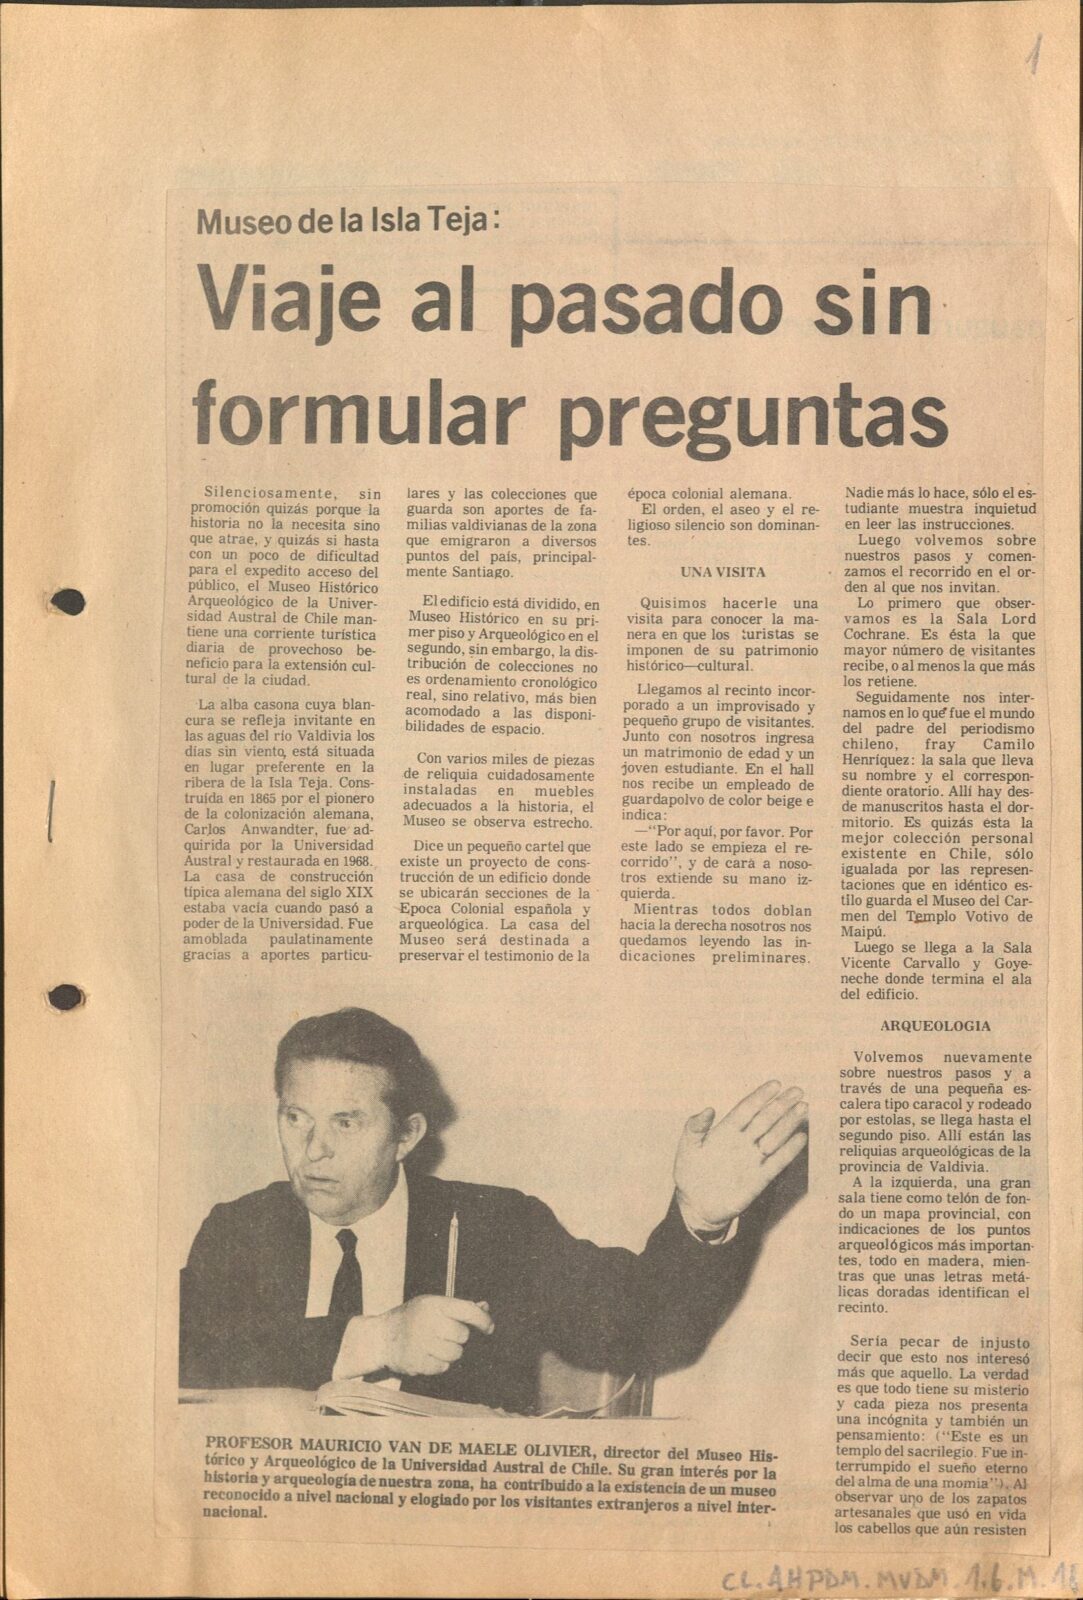 1
Museo de la Isla Teja:
Viaje al pasado sin
formular preguntas
Silenciosamente, sin
promoción quizás porque la
historia no la necesita sino
que atrae, y quizás si hasta
con un poco de dificultad
para el expedito acceso del
público, el Museo Histórico
Arqueológico de la Univer-
sidad Austral de Chile man-
tiene una corriente turística
diaria de provechoso be-
neficio para la extensión cul-
tural de la ciudad.
La alba casona cuya blan-
cura se refleja invitante en
las aguas del río Valdivia los
días sin viento, está situada
en lugar preferente en la
ribera de la Isla Teja. Cons-
truída en 1865 por el pionero
de la colonización alemana,
Carlos Anwandter, fue ad-
quirida por la Universidad
Austral y restaurada en 1968.
La casa de construcción
típica alemana del siglo XIX
estaba vacía cuando pasó a
poder de la Universidad. Fue
amoblada paulatinamente
gracias a aportes particu-
lares y las colecciones que
guarda son aportes de fa-
milias valdivianas de la zona
que emigraron a diversos
puntos del país, principal-
mente Santiago.
El edificio está dividido, en
Museo Histórico en su pri-
mer piso y Arqueológico en el
segundo, sin embargo, la dis-
tribución de colecciones no
es ordenamiento cronológico
real, sino relativo, más bien
acomodado a las disponi-
bilidades de espacio.
Con varios miles de piezas
de reliquia cuidadosamente
instaladas en muebles
adecuados a la historia, el
Museo se observa estrecho.
Dice un pequeño cartel que
existe un proyecto de cons-
trucción de un edificio donde
se ubicarán secciones de la
Epoca Colonial española y
arqueológica. La casa del
Museo será destinada a
preservar el testimonio de la
época colonial alemana.
El orden, el aseo y el re-
ligioso silencio son dominan-
tes.
UNA VISITA
Quisimos hacerle una
visita para conocer la ma-
nera en que los turistas se
imponen de su patrimonio
histórico—cultural.
Llegamos al recinto incor-
porado a un improvisado y
pequeño grupo de visitantes.
Junto con nosotros ingresa
un matrimonio de edad y un
joven estudiante. En el hall
nos recibe un empleado de
guardapolvo de color beige e
indica:
—"Por aquí, por favor. Por
este lado se empieza el re-
corrido", y de cara a noso-
tros extiende su mano iz-
quierda.
Mientras todos doblan
hacia la derecha nosotros nos
quedamos leyendo las in-
dicaciones preliminares.
Nadie más lo hace, sólo el es-
tudiante muestra inquietud
en leer las instrucciones.
Luego volvemos sobre
nuestros pasos y comen-
zamos el recorrido en el or-
den al que nos invitan.
Lo primero que obser-
vamos es la Sala Lord
Cochrane. Es ésta la que
mayor número de visitantes
recibe, o al menos la que más
los retiene.
Seguidamente nos inter-
namos en lo que fue el mundo
del padre del periodismo
chileno, fray Camilo
Henríquez: la sala que lleva
su nombre y el correspon-
diente oratorio. Allí hay des-
de manuscritos hasta el dor-
mitorio. Es quizás ésta la
mejor colección personal
existente en Chile, sólo
igualada por las represen-
taciones que en idéntico es-
tilo guarda el Museo del Car-
men del Templo Votivo de
Maipú.
Luego se llega a la Sala
Vicente Carvallo y Goye-
neche donde termina el ala
del edificio.
ARQUEOLOGIA
Volvemos nuevamente
sobre nuestros pasos y a
través de una pequeña es-
calera tipo caracol y rodeado
por estolas, se llega hasta el
segundo piso. Allí están las
reliquias arqueológicas de la
provincia de Valdivia.
A la izquierda, una gran
sala tiene como telón de fon-
do un mapa provincial, con
indicaciones de los puntos
arqueológicos más importan-
tes, todo en madera, mien-
tras que unas letras metá-
licas doradas identifican el
recinto.
Sería pecar de injusto
decir que esto nos interesó
más que aquello. La verdad
es que todo tiene su misterio
y cada pieza nos presenta
una incógnita y también un
pensamiento: ("Este es un
templo del sacrilegio. Fue in-
terrumpido el sueño eterno
del alma de una momia"). Al
observar uno de los zapatos
artesanales que usó en vida
los cabellos que aún resisten
PROFESOR MAURICIO VAN DE MAELE OLIVIER, director del Museo His-
tórico y Arqueológico de la Universidad Austral de Chile. Su gran interés por la
historia y arqueología de nuestra zona, ha contribuido a la existencia de un museo
reconocido a nivel nacional y elogiado por los visitantes extranjeros a nivel inter-
nacional.
CL.AHPDM.MVDM.1.6.M.18